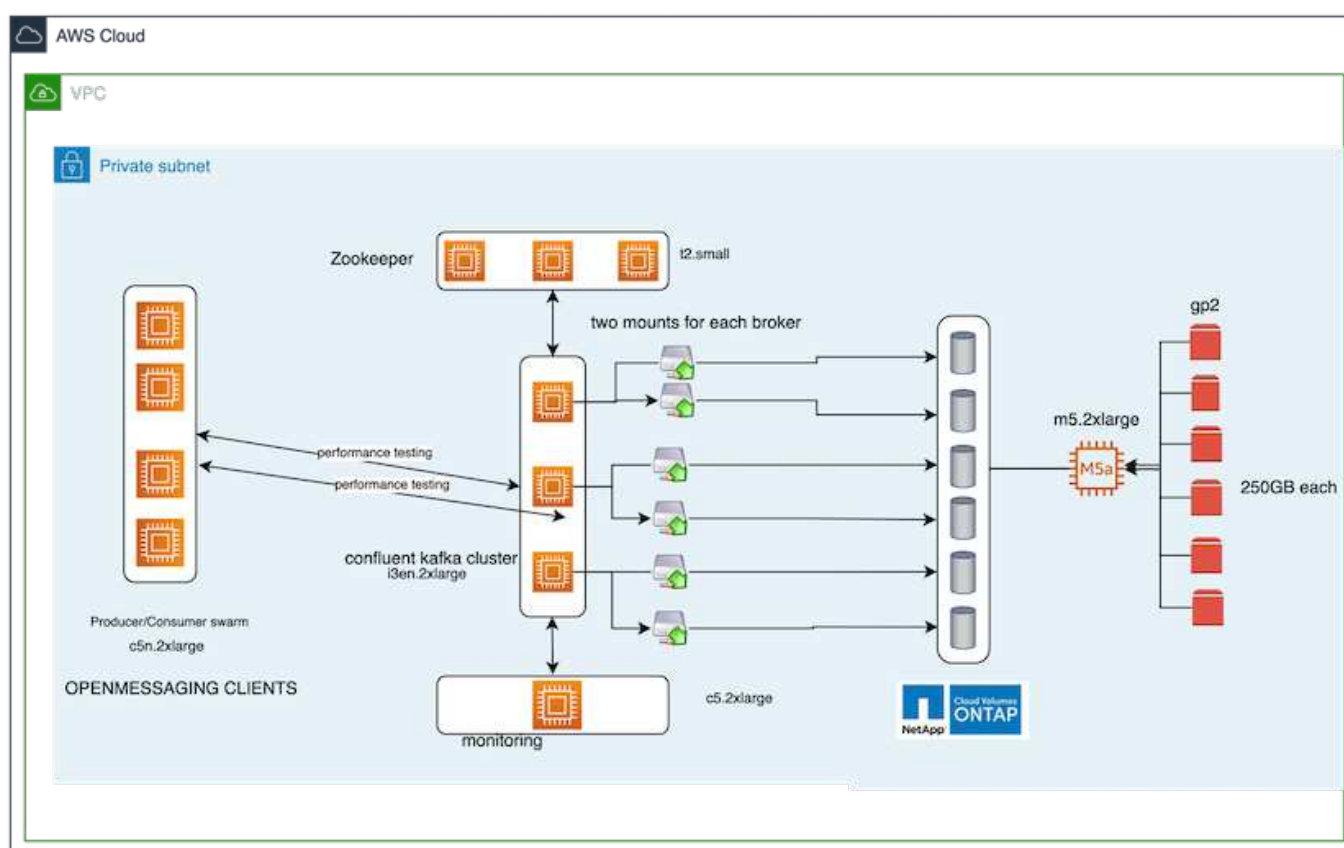 AWS Cloud
VPC
Private subnet
Zookeeper
t2.small
two mounts for each broker
gp2
m5.2xlarge
M5a
250GB each
performance testing
performance testing
confluent kafka cluster
i3en.2xlarge
Producer/Consumer swarm
c5n.2xlarge
OPENMESSAGING CLIENTS
c5.2xlarge
monitoring
NetApp
Cloud Volumes
ONTAP